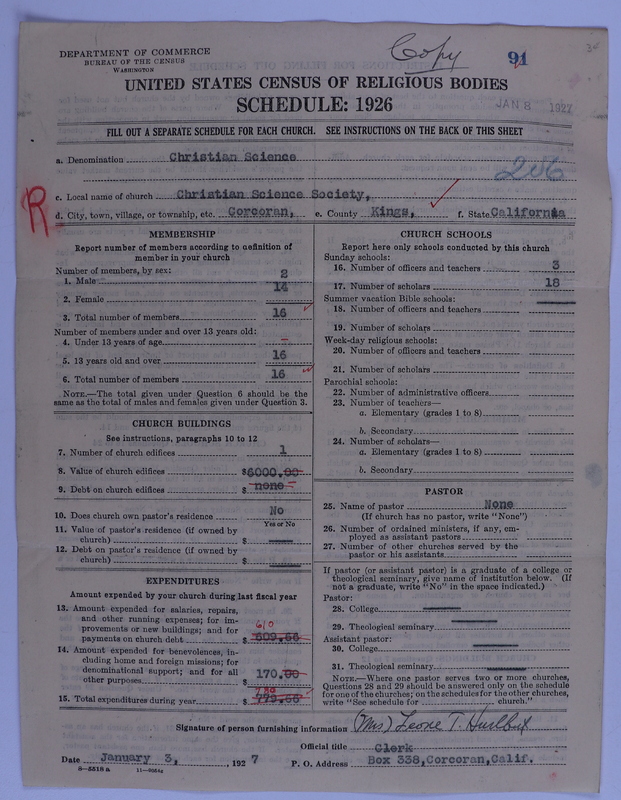 DEPARTMENT OF COMMERCE
BUREAU OF THE CENSUS
WASHINGTON
Copy
91
UNITED STATES CENSUS OF RELIGIOUS BODIES
SCHEDULE: 1926
JAN 8 1927
FILL OUT A SEPARATE SCHEDULE FOR EACH CHURCH. SEE INSTRUCTIONS ON THE BACK OF THIS SHEET
a. Denomination Christian Science
206
R
c. Local name of church Christian Science Society,
d. City, town, village, or township, etc. Corcoran, e. County Kings, f. State California
MEMBERSHIP
Report number of members according to definition of
member in your church
Number of members, by sex:
1. Male 2
2. Female 14
3. Total number of members 16
Number of members under and over 13 years old:
4. Under 13 years of age –
5. 13 years old and over 16
6. Total number of members 16
NOTE.—The total given under Question 6 should be the
same as the total of males and females given under Question 3.
CHURCH BUILDINGS
See instructions, paragraphs 10 to 12
7. Number of church edifices 1
8. Value of church edifices $6000.00
9. Debt on church edifices $ none
10. Does church own pastor's residence No
Yes or No
11. Value of pastor's residence (if owned by
church) $
12. Debt on pastor's residence (if owned by
church) $
EXPENDITURES
Amount expended by your church during last fiscal year
13. Amount expended for salaries, repairs,
and other running expenses; for im-
provements or new buildings; and for
payments on church debt $ 609.66
610
14. Amount expended for benevolences, in-
cluding home and foreign missions; for
denominational support; and for all
other purposes 170.00
780
15. Total expenditures during year $ 779.66
CHURCH SCHOOLS
Report here only schools conducted by this church
Sunday schools:
16. Number of officers and teachers 3
17. Number of scholars 18
Summer vacation Bible schools:
18. Number of officers and teachers
19. Number of scholars
Week-day religious schools:
20. Number of officers and teachers
21. Number of scholars
Parochial schools:
22. Number of administrative officers
23. Number of teachers—
a. Elementary (grades 1 to 8)
b. Secondary
24. Number of scholars—
a. Elementary (grades 1 to 8)
b. Secondary
PASTOR
25. Name of pastor None
(If church has no pastor, write "None")
26. Number of ordained ministers, if any, em-
ployed as assistant pastors
27. Number of other churches served by the
pastor or his assistants
If pastor (or assistant pastor) is a graduate of a college or
theological seminary, give name of institution below. (If
not a graduate, write "No" in the space indicated.)
Pastor:
28. College
29. Theological seminary
Assistant pastor:
30. College
31. Theological seminary
NOTE.—Where one pastor serves two or more churches,
Questions 28 and 29 should be answered only on the schedule
for one of the churches; on the schedules for the other churches,
write "See schedule for church."
Signature of person furnishing information (Mrs) Leone T. Hurlbut
Official title Clerk
Date January 3, 1927 P. O. Address Box 338, Corcoran, Calif.